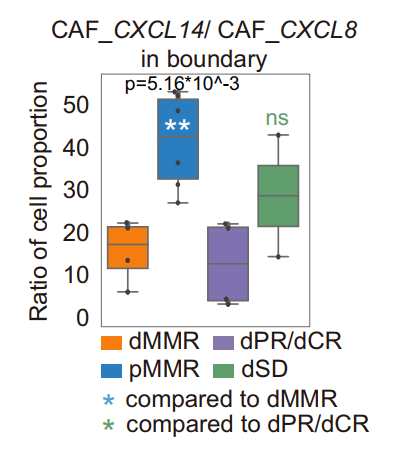 CAF_CXCL14/ CAF_CXCL8
in boundary
p=5.16*10^-3
Ratio of cell proportion
50
40
30
20
10
0
**
ns
dMMR
dPR/dCR
pMMR
dSD
* compared to dMMR
* compared to dPR/dCR